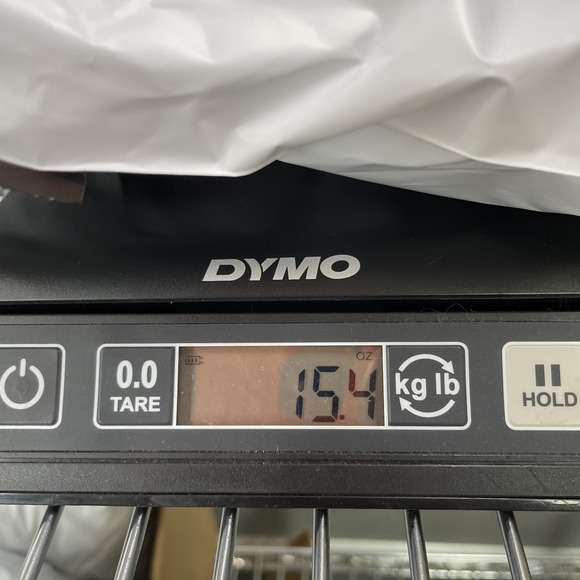 DYMO
0.0
TARE
OZ
15.4
kg lb
HOLD